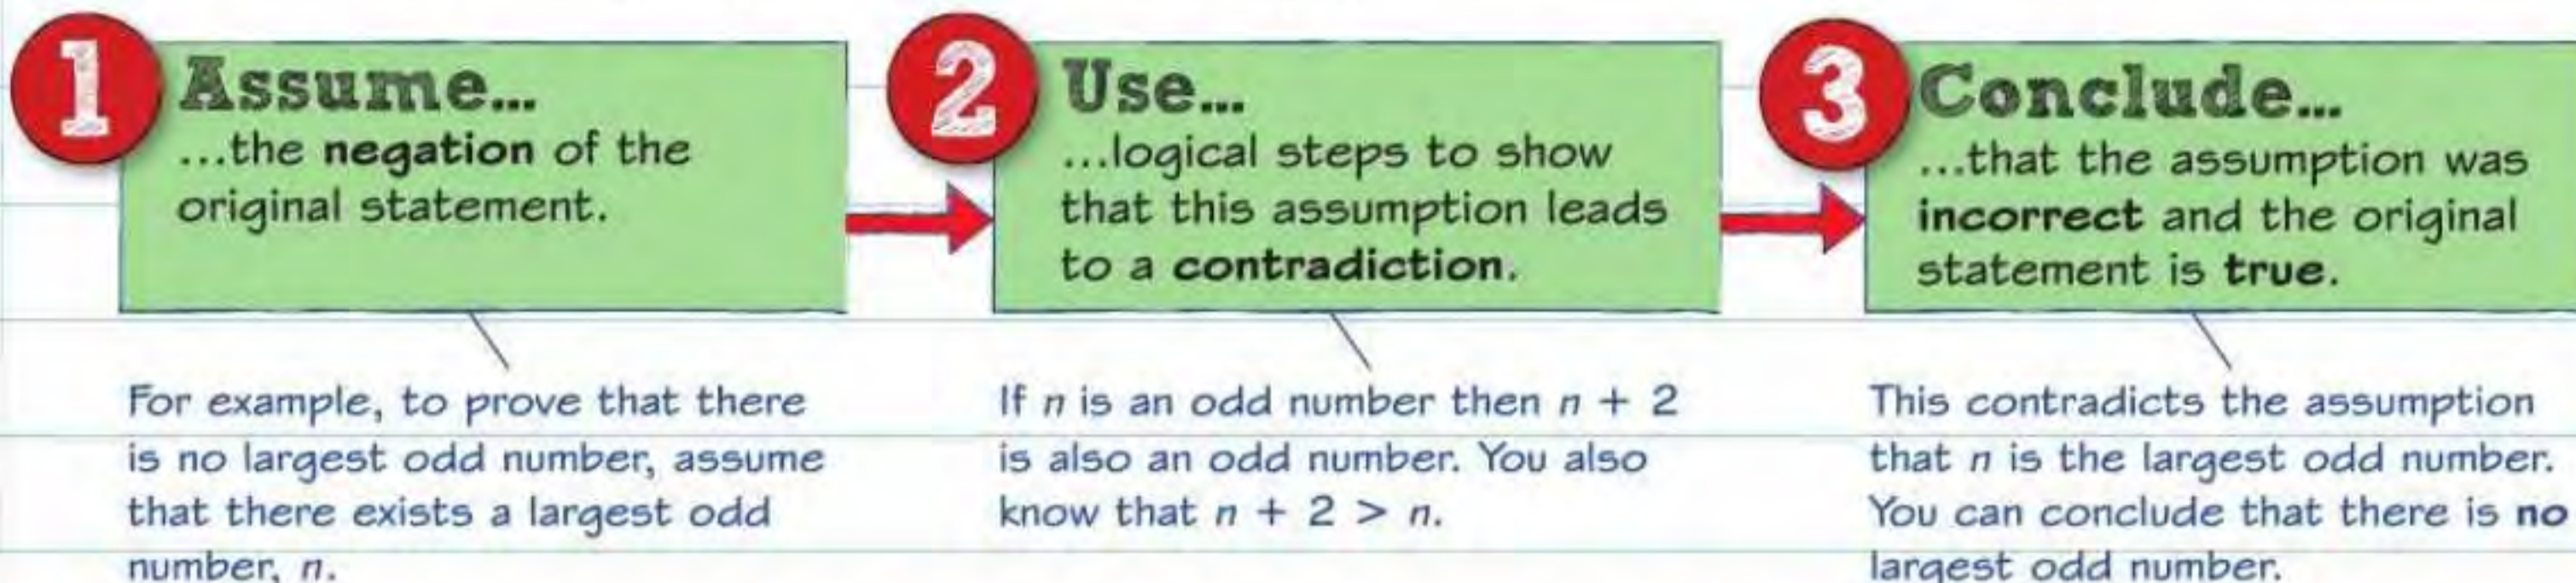 1
Assume...
...the negation of the
original statement.
2
Use...
...logical steps to show
that this assumption leads
to a contradiction.
3
Conclude...
...that the assumption was
incorrect and the original
statement is true.
For example, to prove that there
is no largest odd number, assume
that there exists a largest odd
number, n.
If n is an odd number then n + 2
is also an odd number. You also
know that n + 2 > n.
This contradicts the assumption
that n is the largest odd number.
You can conclude that there is no
largest odd number.